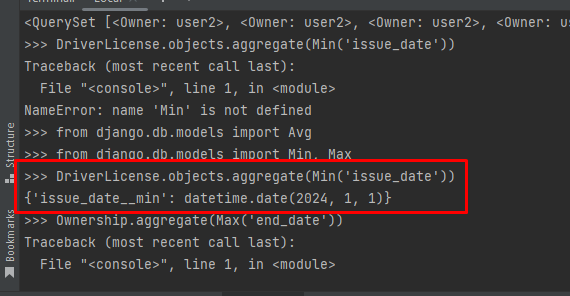 Terminal Local
<QuerySet [<Owner: user2>, <Owner: user2>, <Owner: user2>, <Owner: u
>>> DriverLicense.objects.aggregate(Min('issue_date'))
Traceback (most recent call last):
  File "<console>", line 1, in <module>
NameError: name 'Min' is not defined
>>> from django.db.models import Avg
>>> from django.db.models import Min, Max
>>> DriverLicense.objects.aggregate(Min('issue_date'))
{'issue_date__min': datetime.date(2024, 1, 1)}
>>> Ownership.aggregate(Max('end_date'))
Traceback (most recent call last):
  File "<console>", line 1, in <module>
Structure
Bookmarks